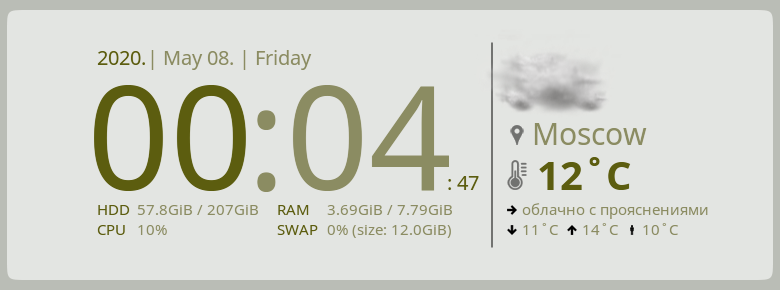 2020.| May 08. | Friday
00:04: 47
HDD 57.8GiB / 207GiB RAM 3.69GiB / 7.79GiB
CPU 10% SWAP 0% (size: 12.0GiB)
Moscow
12˚C
облачно с прояснениями
11˚C 14˚C 10˚C